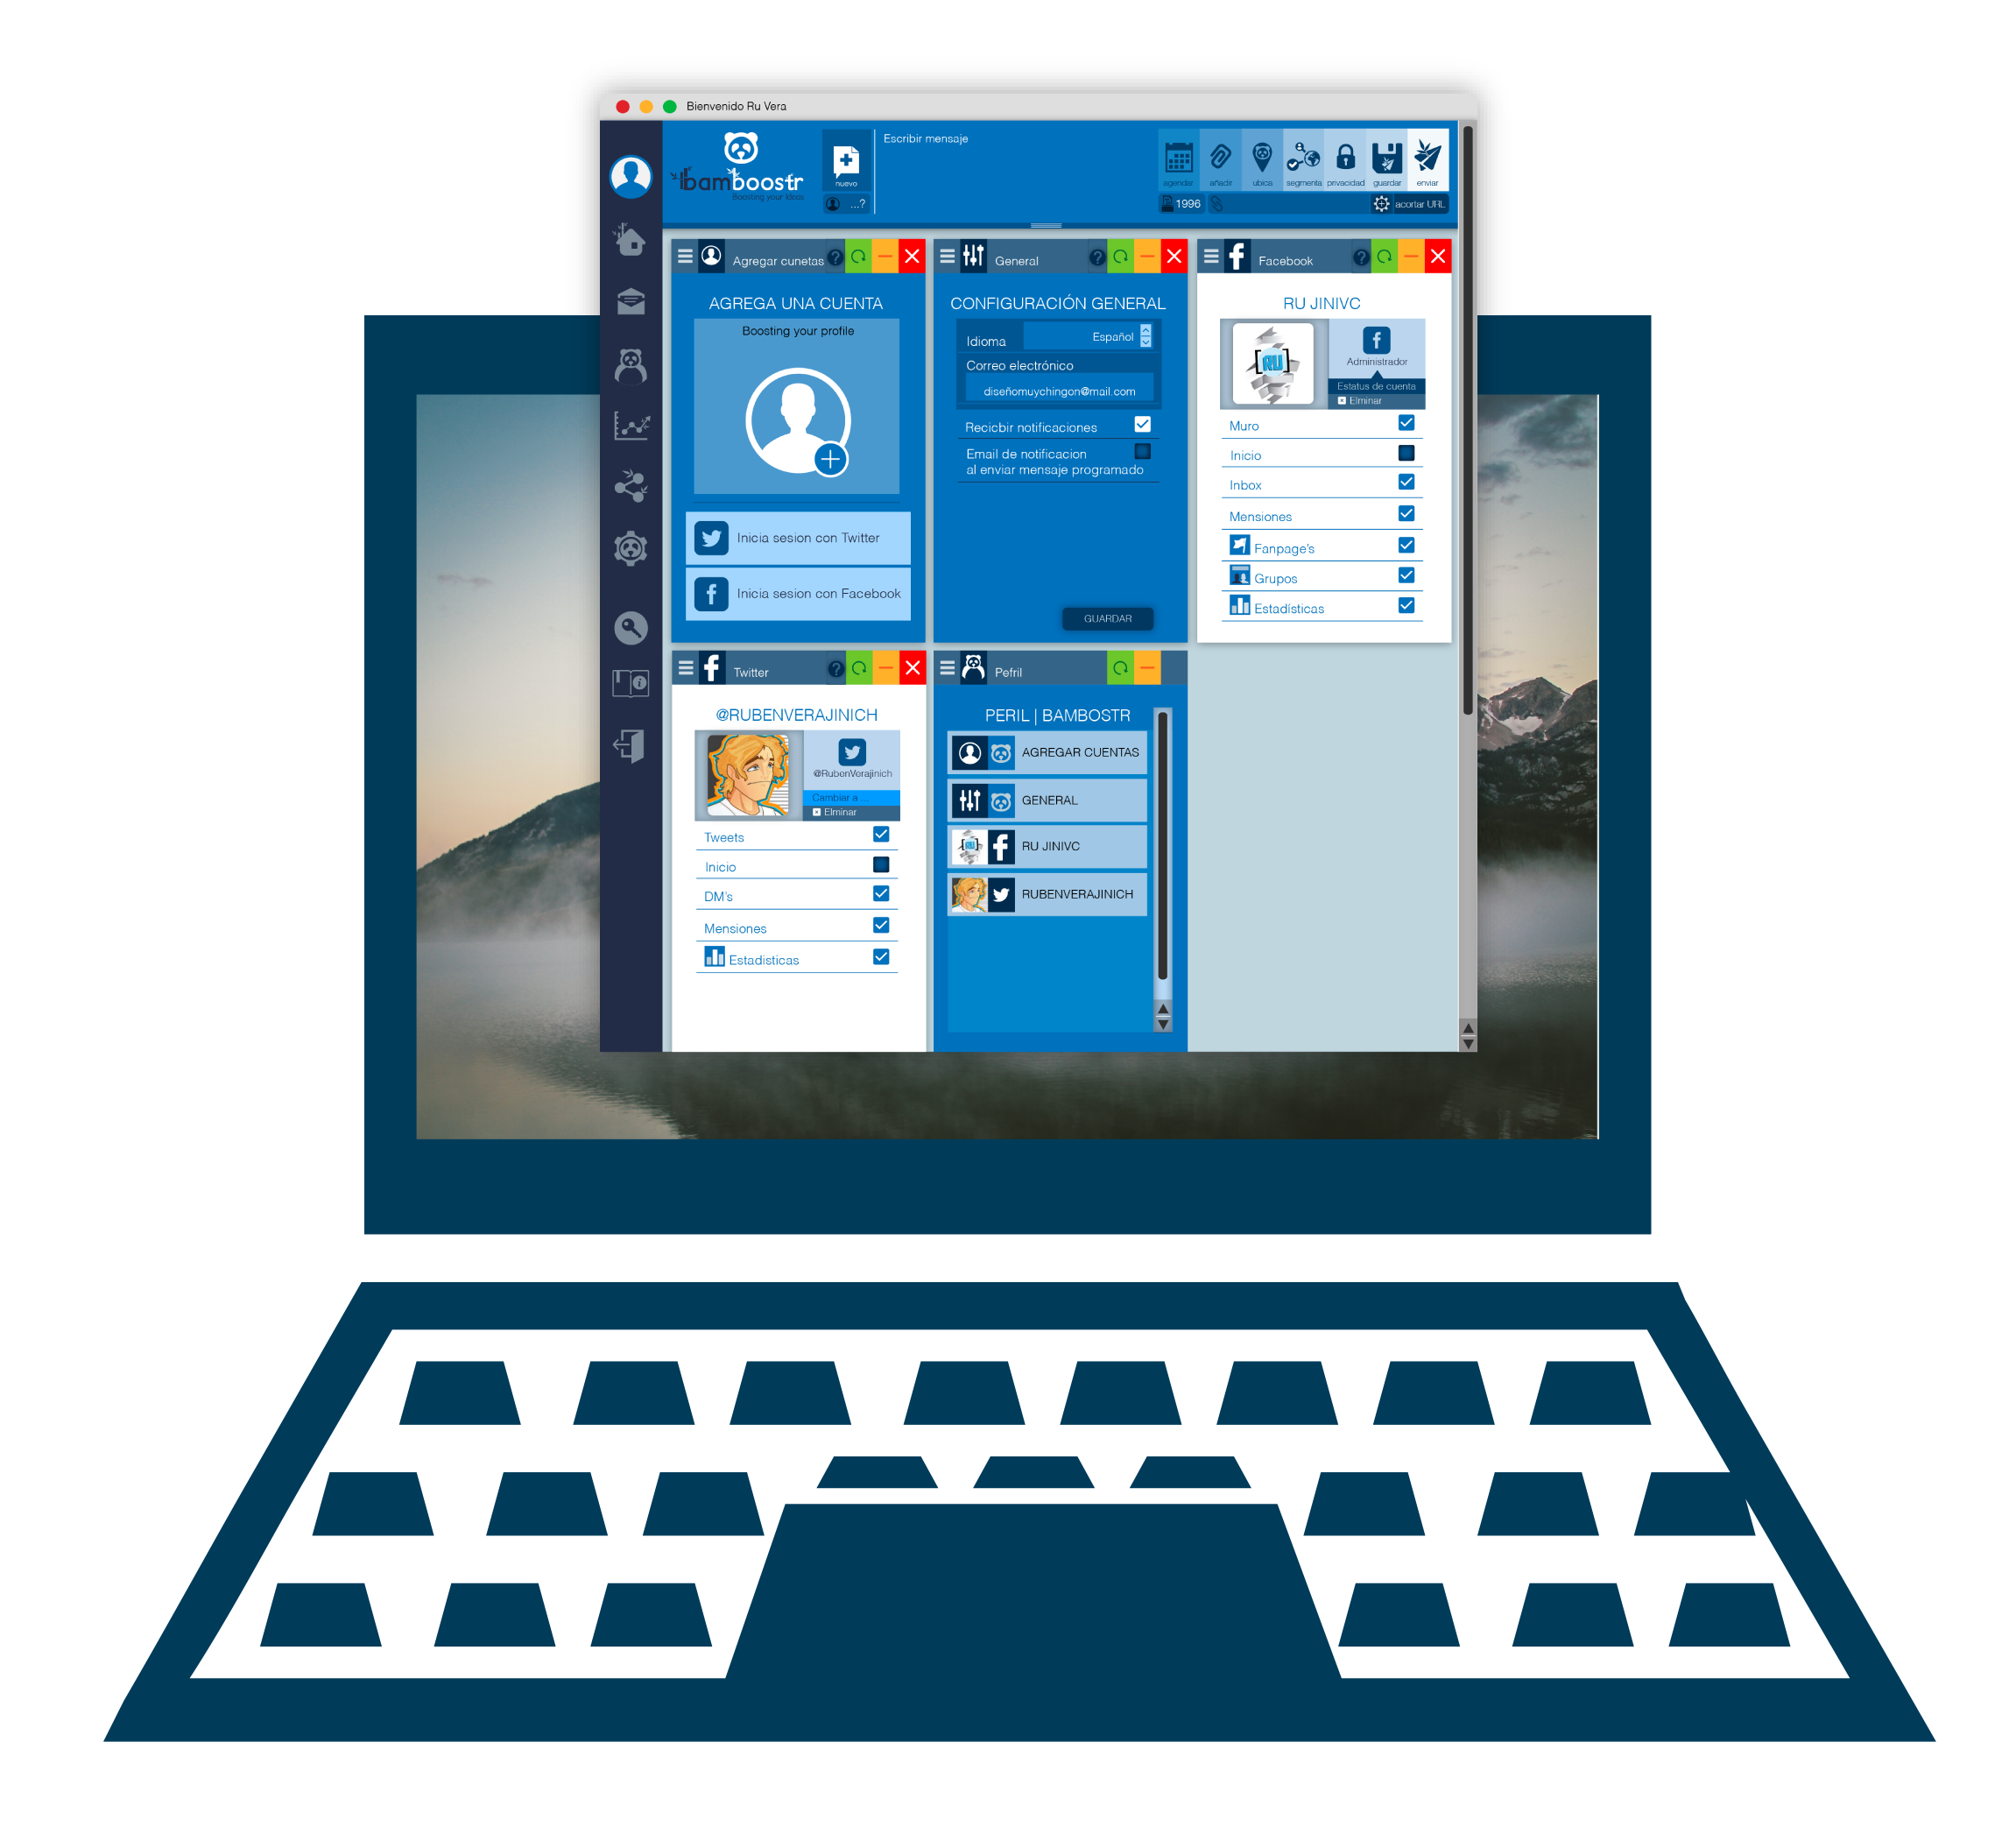 Bienvenido Ru Vera
bamboostr
Boosting your ideas
nuevo
...?
Escribir mensaje
agendar
añadir
ubica
segmenta
privacidad
guardar
enviar
1996
acortar URL
Agregar cunetas
AGREGA UNA CUENTA
Boosting your profile
Inicia sesion con Twitter
Inicia sesion con Facebook
General
CONFIGURACIÓN GENERAL
Idioma
Español
Correo electrónico
diseñomuychingon@mail.com
Recicbir notificaciones
Email de notificacion
al enviar mensaje programado
GUARDAR
Facebook
RU JINIVC
[RU]
Administrador
Estatus de cuenta
Elminar
Muro
Inicio
Inbox
Mensiones
Fanpage's
Grupos
Estadísticas
Twitter
@RUBENVERAJINICH
@RubenVerajinich
Cambiar a ...
Elminar
Tweets
Inicio
DM's
Mensiones
Estadisticas
Pefril
PERIL | BAMBOSTR
AGREGAR CUENTAS
GENERAL
[RU]
RU JINIVC
RUBENVERAJINICH